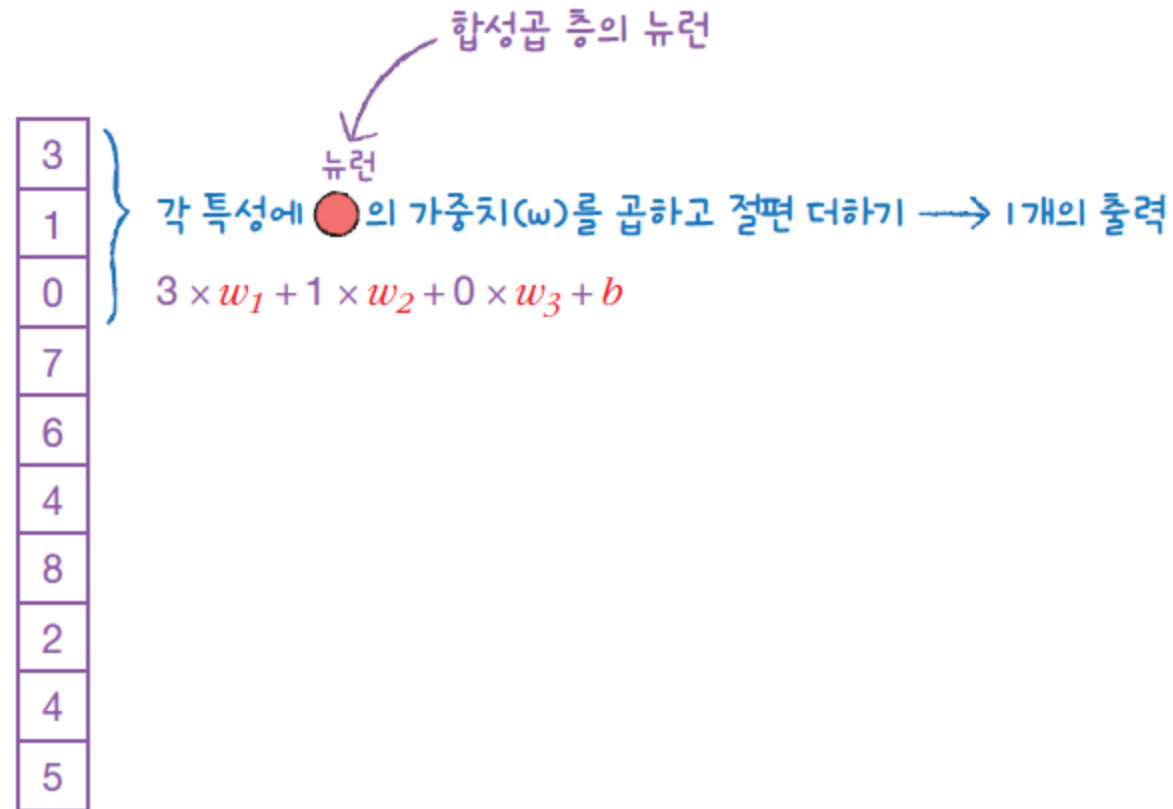 합성곱 층의 뉴런
뉴런
3
1
각 특성에 의 가중치(w)를 곱하고 절편 더하기 → 1개의 출력
0
3 × w₁ + 1 × w₂ + 0 × w₃ + b
7
6
4
8
2
4
5